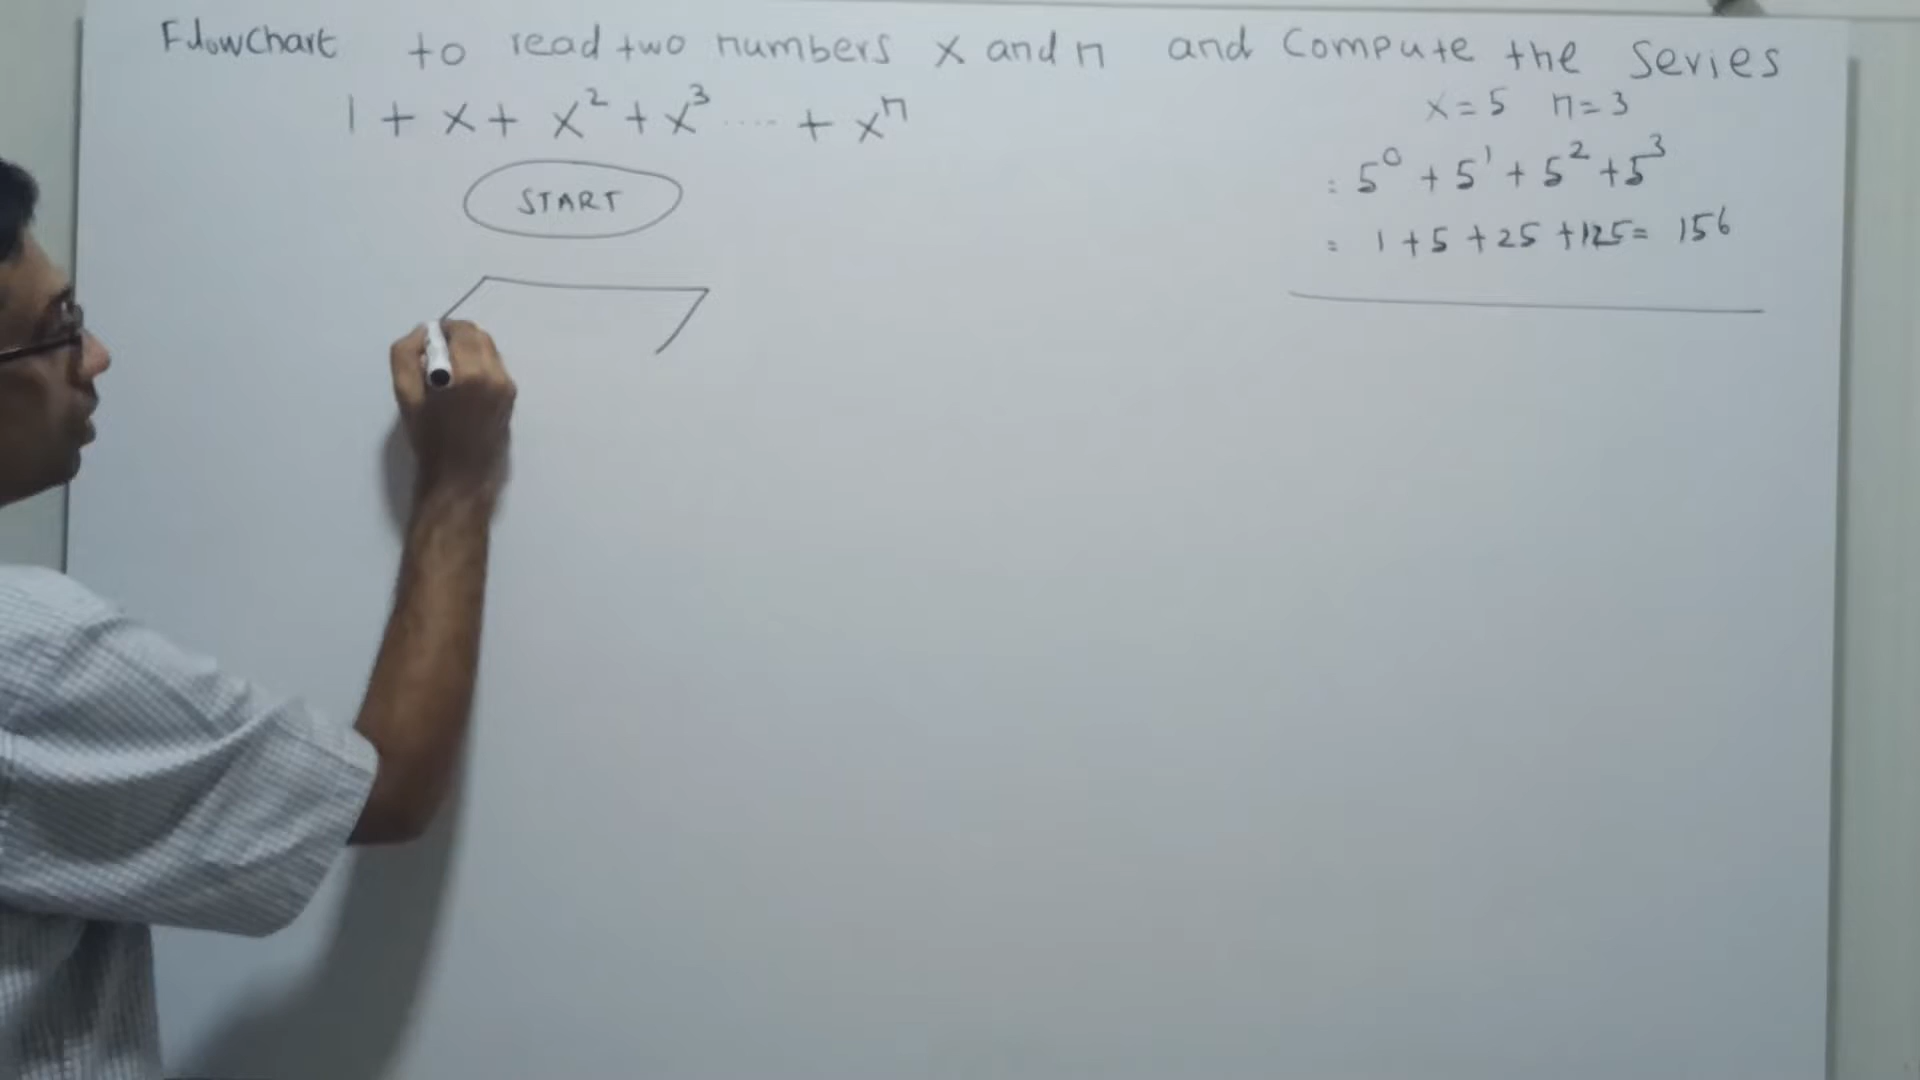 Flowchart to read two numbers x and n and Compute the Series
1 + x + x² + x³ ..... + xⁿ
x = 5 n = 3
: 5⁰ + 5¹ + 5² + 5³
= 1 + 5 + 25 + 125 = 156
START